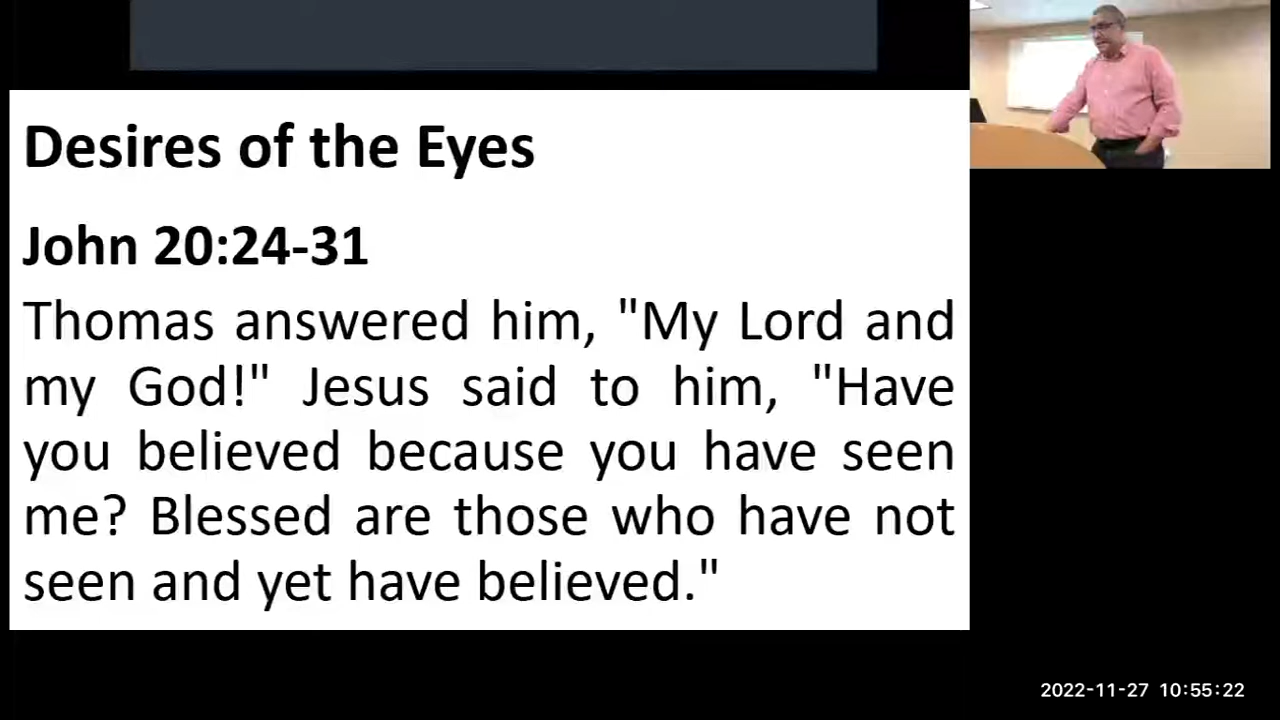 Desires of the Eyes
John 20:24-31
Thomas answered him, "My Lord and
my God!" Jesus said to him, "Have
you believed because you have seen
me? Blessed are those who have not
seen and yet have believed."
2022-11-27 10:55:22